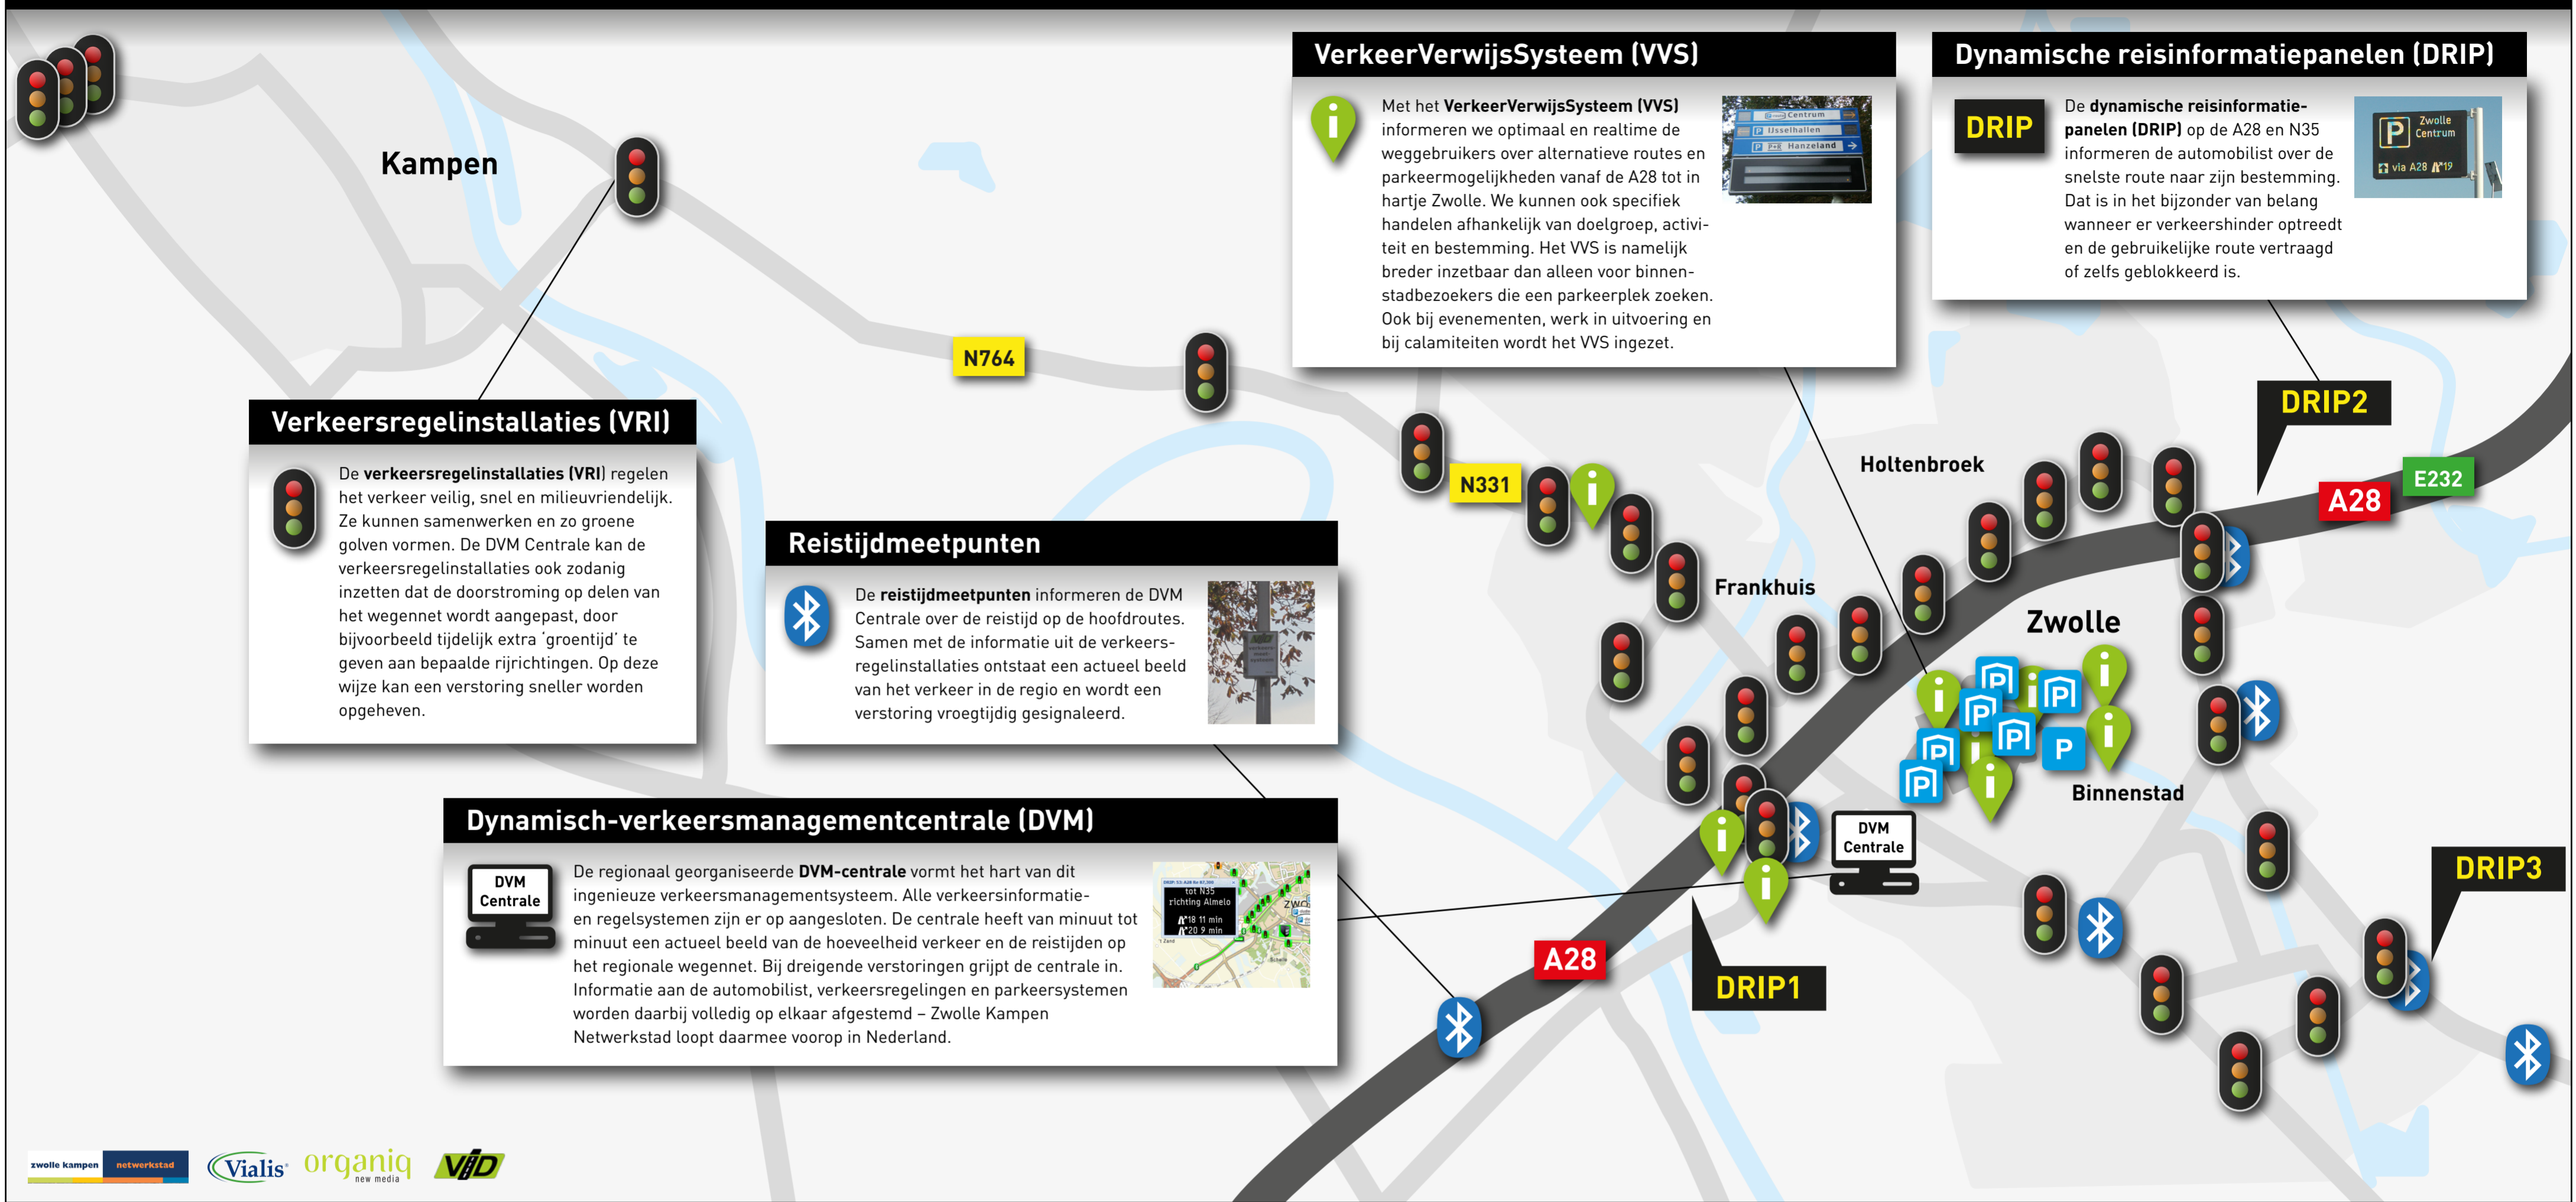 VerkeerVerwijsSysteem (VVS)
Met het VerkeerVerwijsSysteem (VVS)
informeren we optimaal en realtime de
weggebruikers over alternatieve routes en
parkeermogelijkheden vanaf de A28 tot in
hartje Zwolle. We kunnen ook specifiek
handelen afhankelijk van doelgroep, activi-
teit en bestemming. Het VVS is namelijk
breder inzetbaar dan alleen voor binnen-
stadbezoekers die een parkeerplek zoeken.
Ook bij evenementen, werk in uitvoering en
bij calamiteiten wordt het VVS ingezet.
Centrum
P IJsselhallen
P P+R Hanzeland
Dynamische reisinformatiepanelen (DRIP)
DRIP
De dynamische reisinformatie-
panelen (DRIP) op de A28 en N35
informeren de automobilist over de
snelste route naar zijn bestemming.
Dat is in het bijzonder van belang
wanneer er verkeershinder optreedt
en de gebruikelijke route vertraagd
of zelfs geblokkeerd is.
P Zwolle
Centrum
via A28 19
Kampen
N764
Verkeersregelinstallaties (VRI)
De verkeersregelinstallaties (VRI) regelen
het verkeer veilig, snel en milieuvriendelijk.
Ze kunnen samenwerken en zo groene
golven vormen. De DVM Centrale kan de
verkeersregelinstallaties ook zodanig
inzetten dat de doorstroming op delen van
het wegennet wordt aangepast, door
bijvoorbeeld tijdelijk extra ‘groentijd’ te
geven aan bepaalde rijrichtingen. Op deze
wijze kan een verstoring sneller worden
opgeheven.
Reistijdmeetpunten
De reistijdmeetpunten informeren de DVM
Centrale over de reistijd op de hoofdroutes.
Samen met de informatie uit de verkeers-
regelinstallaties ontstaat een actueel beeld
van het verkeer in de regio en wordt een
verstoring vroegtijdig gesignaleerd.
Dynamisch-verkeersmanagementcentrale (DVM)
DVM
Centrale
De regionaal georganiseerde DVM-centrale vormt het hart van dit
ingenieuze verkeersmanagementsysteem. Alle verkeersinformatie-
en regelsystemen zijn er op aangesloten. De centrale heeft van minuut tot
minuut een actueel beeld van de hoeveelheid verkeer en de reistijden op
het regionale wegennet. Bij dreigende verstoringen grijpt de centrale in.
Informatie aan de automobilist, verkeersregelingen en parkeersystemen
worden daarbij volledig op elkaar afgestemd – Zwolle Kampen
Netwerkstad loopt daarmee voorop in Nederland.
tot N35
richting Almelo
18 11 min
20 9 min
N331
Holtenbroek
DRIP2
A28
E232
Frankhuis
Zwolle
P
P
P
P
P
P
P
Binnenstad
DVM
Centrale
DRIP3
A28
DRIP1
zwolle kampen netwerkstad
Vialis
organiq
new media
VID